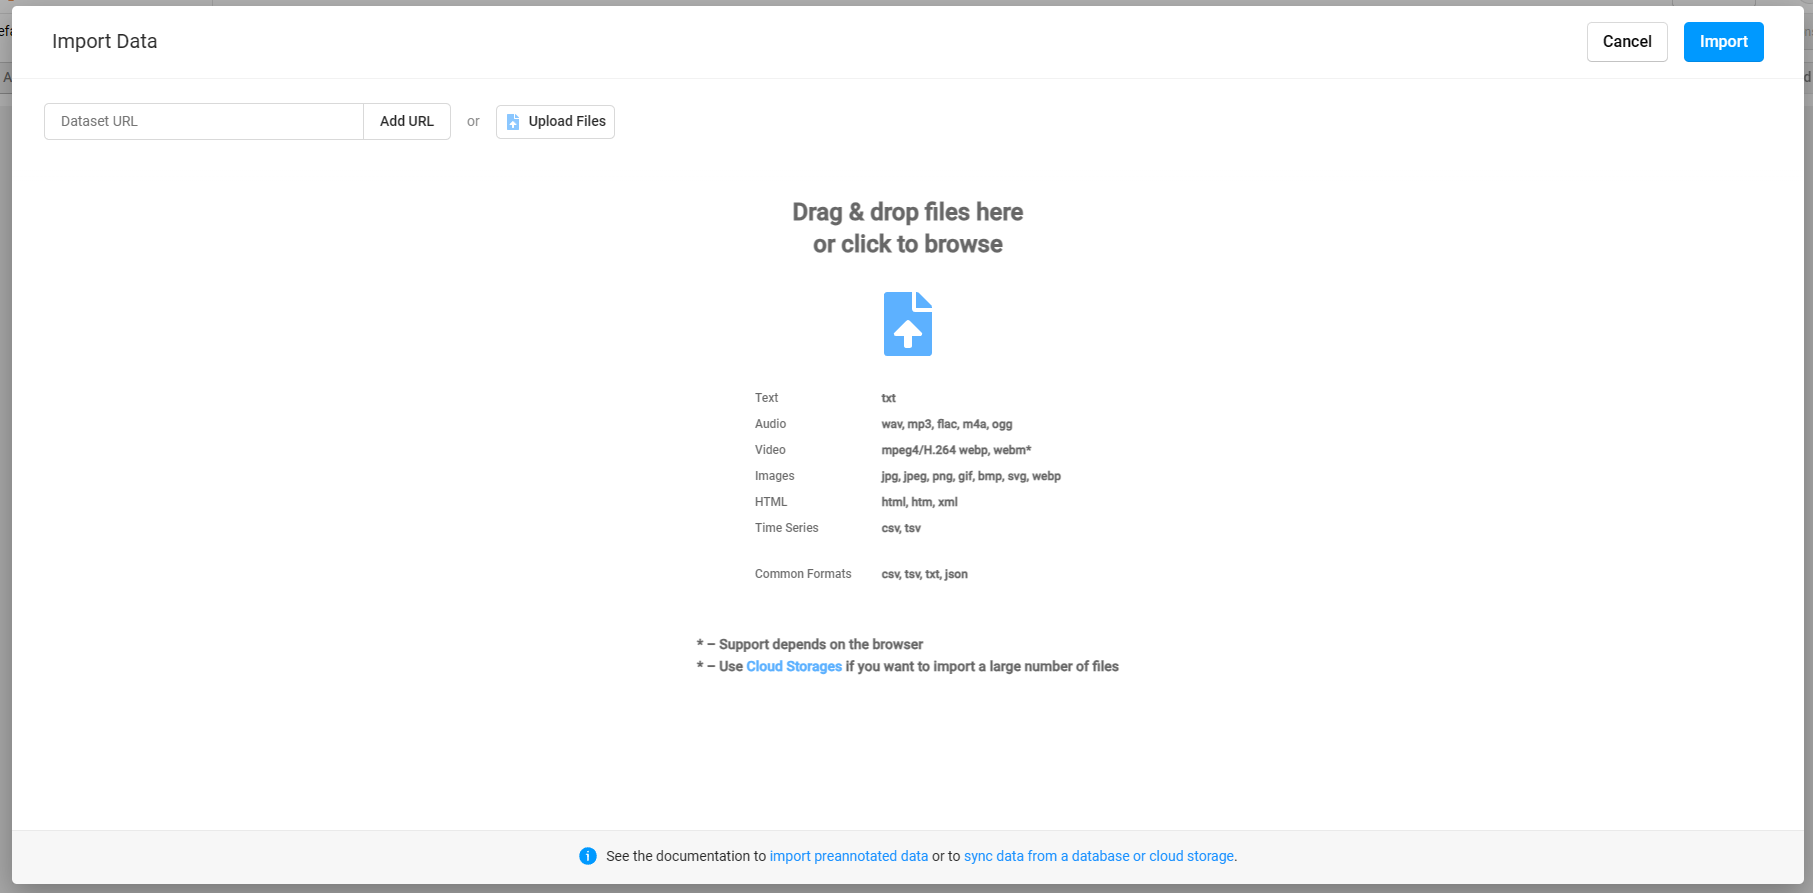 Import Data
Cancel
Import
Dataset URL
Add URL
or
Upload Files
Drag & drop files here
or click to browse
Text txt
Audio wav, mp3, flac, m4a, ogg
Video mpeg4/H.264 webp, webm*
Images jpg, jpeg, png, gif, bmp, svg, webp
HTML html, htm, xml
Time Series csv, tsv
Common Formats csv, tsv, txt, json
* – Support depends on the browser
* – Use Cloud Storages if you want to import a large number of files
See the documentation to import preannotated data or to sync data from a database or cloud storage.